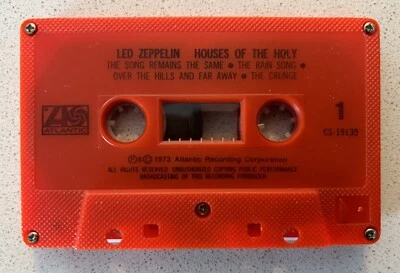 LED ZEPPELIN HOUSES OF THE HOLY
THE SONG REMAINS THE SAME • THE RAIN SONG •
OVER THE HILLS AND FAR AWAY • THE CRUNGE
ATLANTIC
1
CS-19130
℗©1973 Atlantic Recording Corporation
ALL RIGHTS RESERVED. UNAUTHORIZED COPYING PUBLIC PERFORMANCE
BROADCASTING OF THIS RECORDING FORBIDDEN